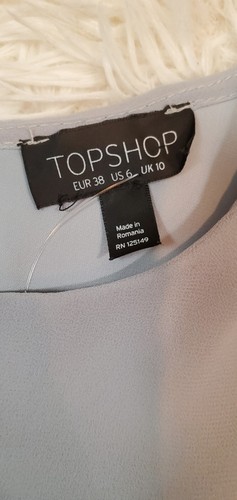 TOPSHOP
EUR 38 US 6 UK 10
Made in
Romania
RN 125149